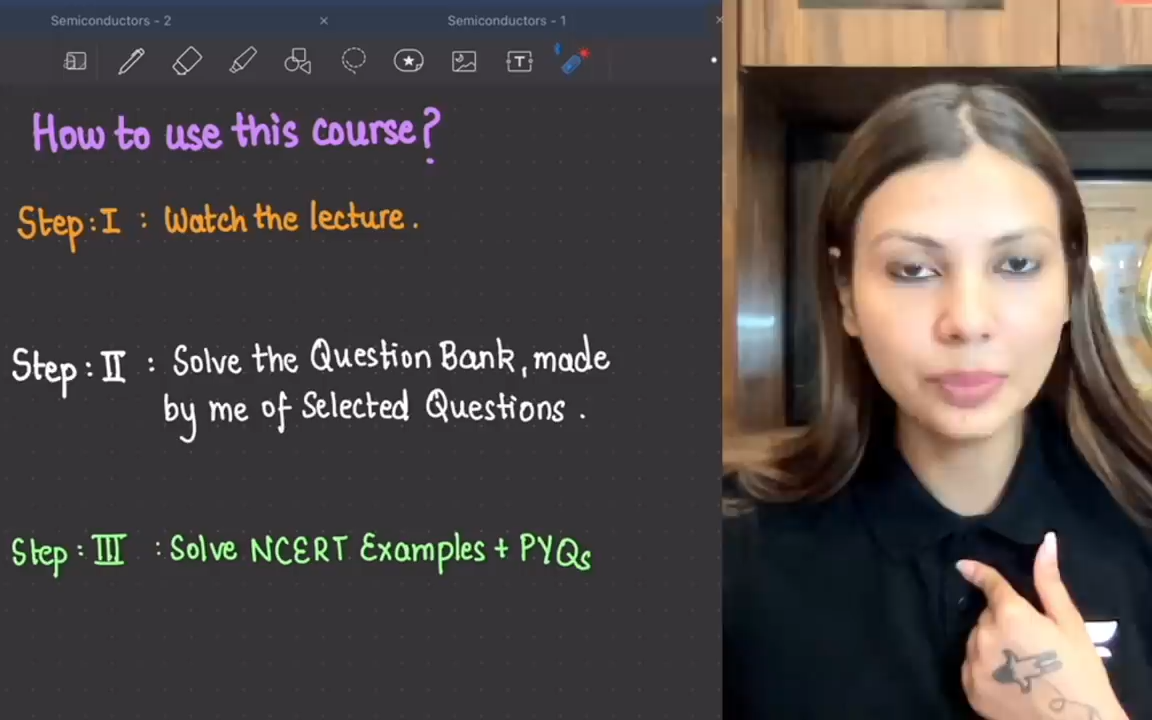 Semiconductors - 2
Semiconductors - 1
T
How to use this course?
Step: I : Watch the lecture.
Step: II : Solve the Question Bank, made
by me of Selected Questions.
Step: III : Solve NCERT Examples + PYQs